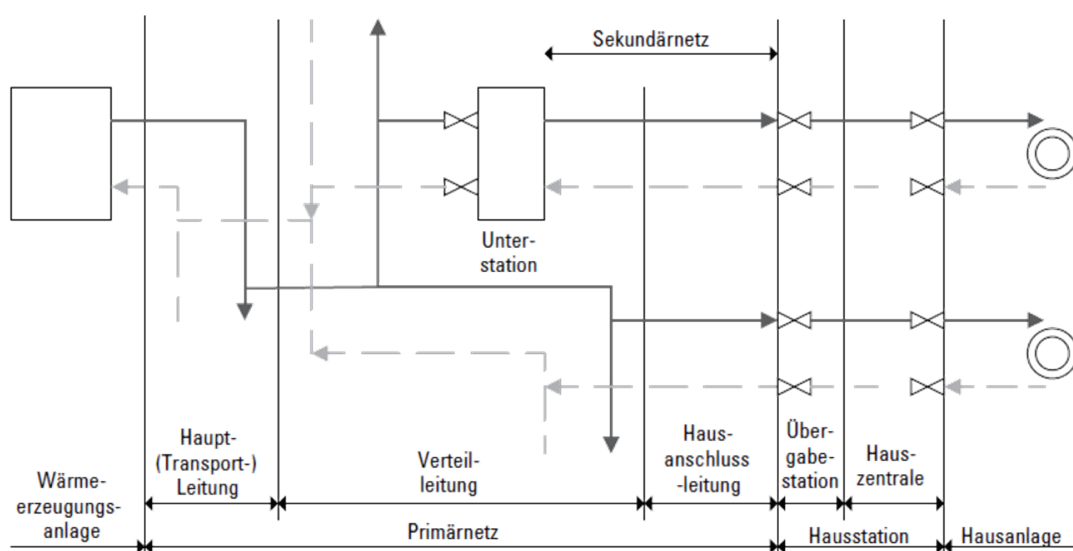 Sekundärnetz
Unter-
station
Haupt-
(Transport-)
Leitung
Verteil-
leitung
Haus-
anschluss
-leitung
Über-
gabe-
station
Haus-
zentrale
Wärme-
erzeugungs-
anlage
Primärnetz
Hausstation
Hausanlage